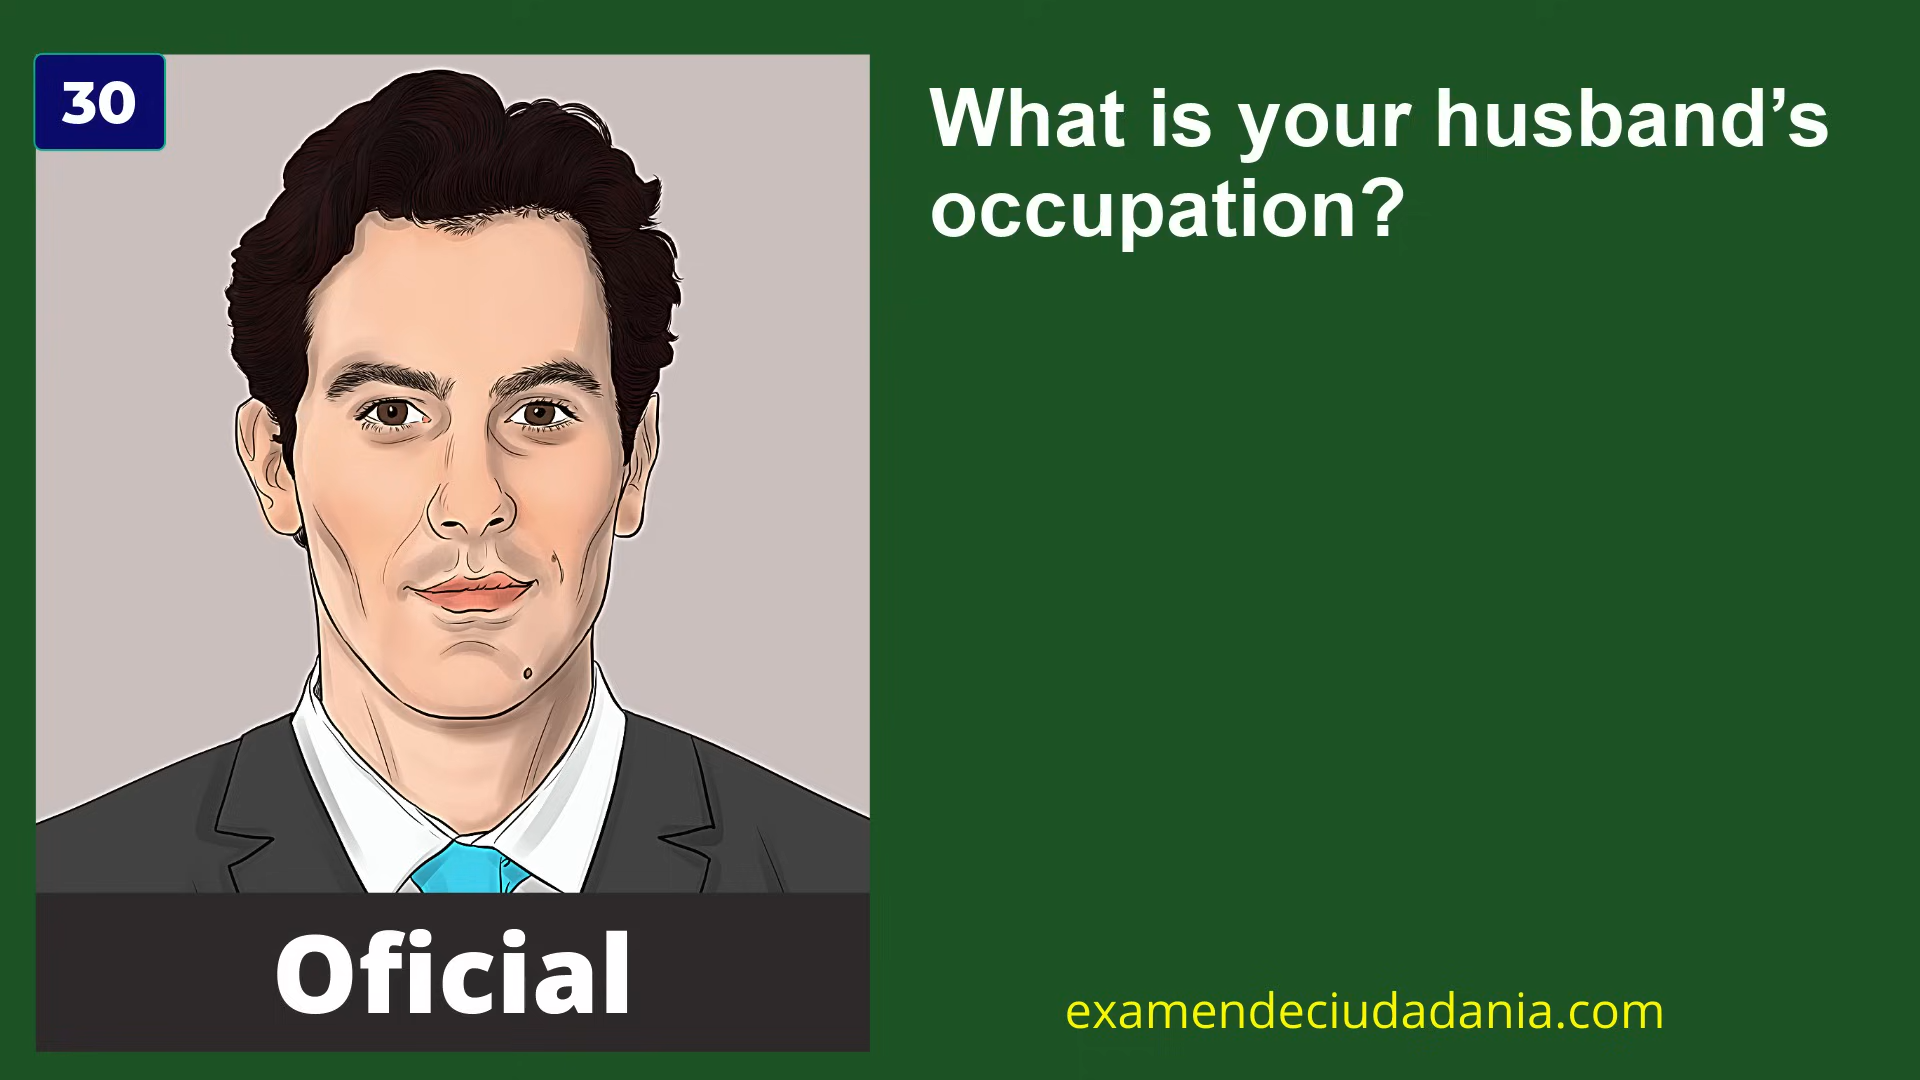 30
What is your husband’s
occupation?
Oficial
examendeciudadania.com